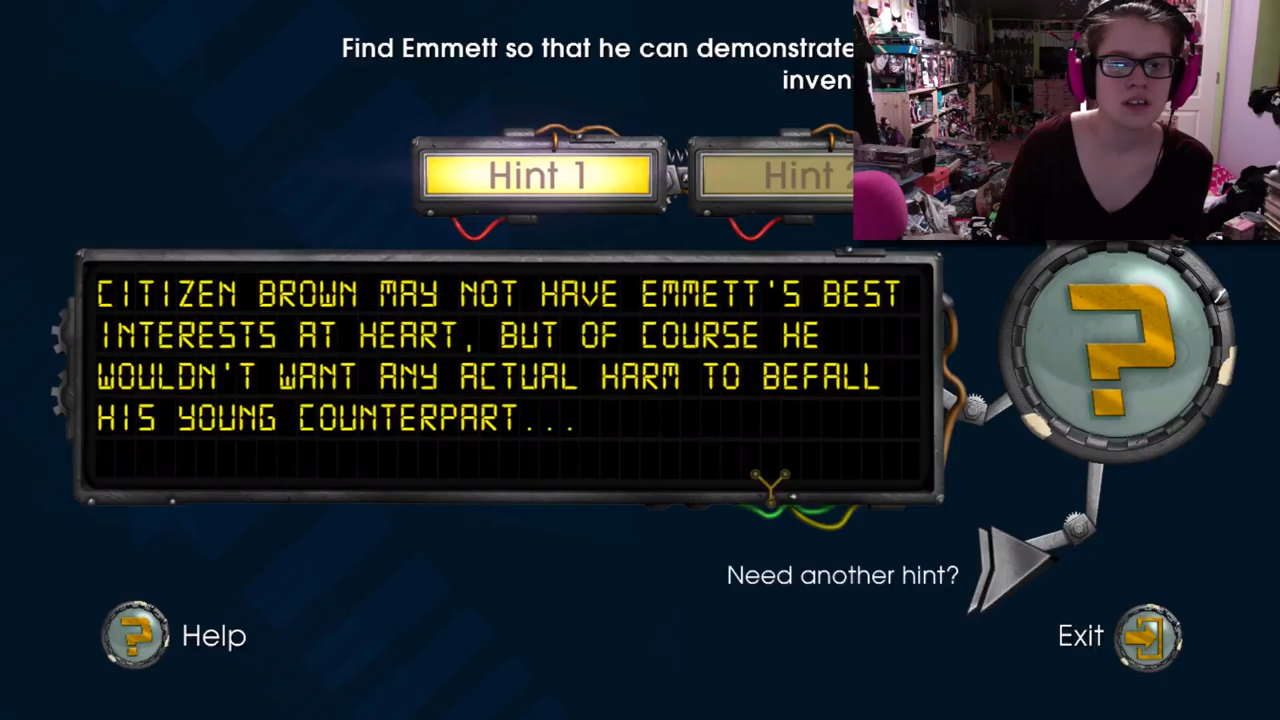 Find Emmett so that he can demonstrate
inven
Hint 1
Hint
CITIZEN BROWN MAY NOT HAVE EMMETT'S BEST
INTERESTS AT HEART, BUT OF COURSE HE
WOULDN'T WANT ANY ACTUAL HARM TO BEFALL
HIS YOUNG COUNTERPART...
Need another hint?
Help
Exit